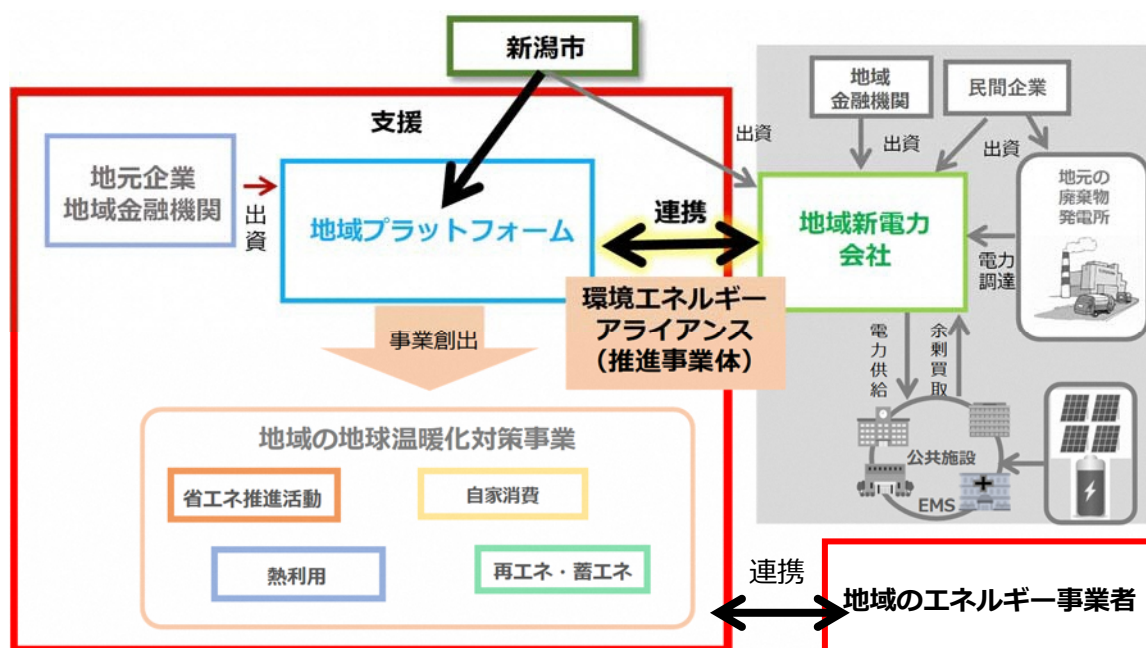 新潟市
支援
出資
地域
金融機関
民間企業
出資
出資
地元企業
地域金融機関
出資
地域プラットフォーム
連携
地域新電力
会社
地元の
廃棄物
発電所
電力
調達
環境エネルギー
アライアンス
(推進事業体)
事業創出
電力供給
余剰買取
公共施設
EMS
地域の地球温暖化対策事業
省エネ推進活動
自家消費
熱利用
再エネ・蓄エネ
連携
地域のエネルギー事業者